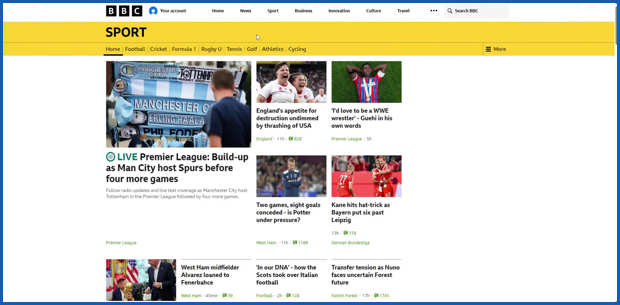 BBC
Your account
Home
News
Sport
Business
Innovation
Culture
Travel
Search BBC
SPORT
Home
Football
Cricket
Formula 1
Rugby U
Tennis
Golf
Athletics
Cycling
More
MANCHESTER
ERLING HAALAND
LIVE Premier League: Build-up
as Man City host Spurs before
four more games
Follow radio updates and live text coverage as Manchester City host
Tottenham in the Premier League followed by four more games.
Premier League
England's appetite for
destruction undimmed
by thrashing of USA
England - 11h - 828
'I'd love to be a WWE
wrestler' - Guehi in his
own words
Premier League - 5h
Two games, eight goals
conceded - is Potter
under pressure?
West Ham - 11h - 1188
Kane hits hat-trick as
Bayern put six past
Leipzig
13h - 316
German Bundesliga
West Ham midfielder
Alvarez loaned to
Fenerbahce
West Ham - 45min - 99
'In our DNA' - how the
Scots took over Italian
football
Football - 2h - 128
Transfer tension as Nuno
faces uncertain Forest
future
Nottm Forest - 17h - 1741